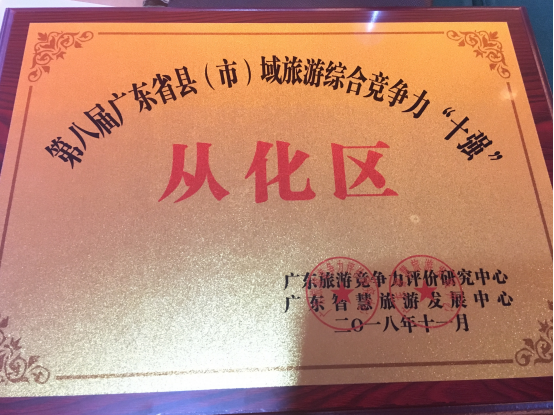 第八届广东省县（市）域旅游综合竞争力“十强”
从化区
广东旅游竞争力评价研究中心
广东智慧旅游发展中心
二〇一八年十一月